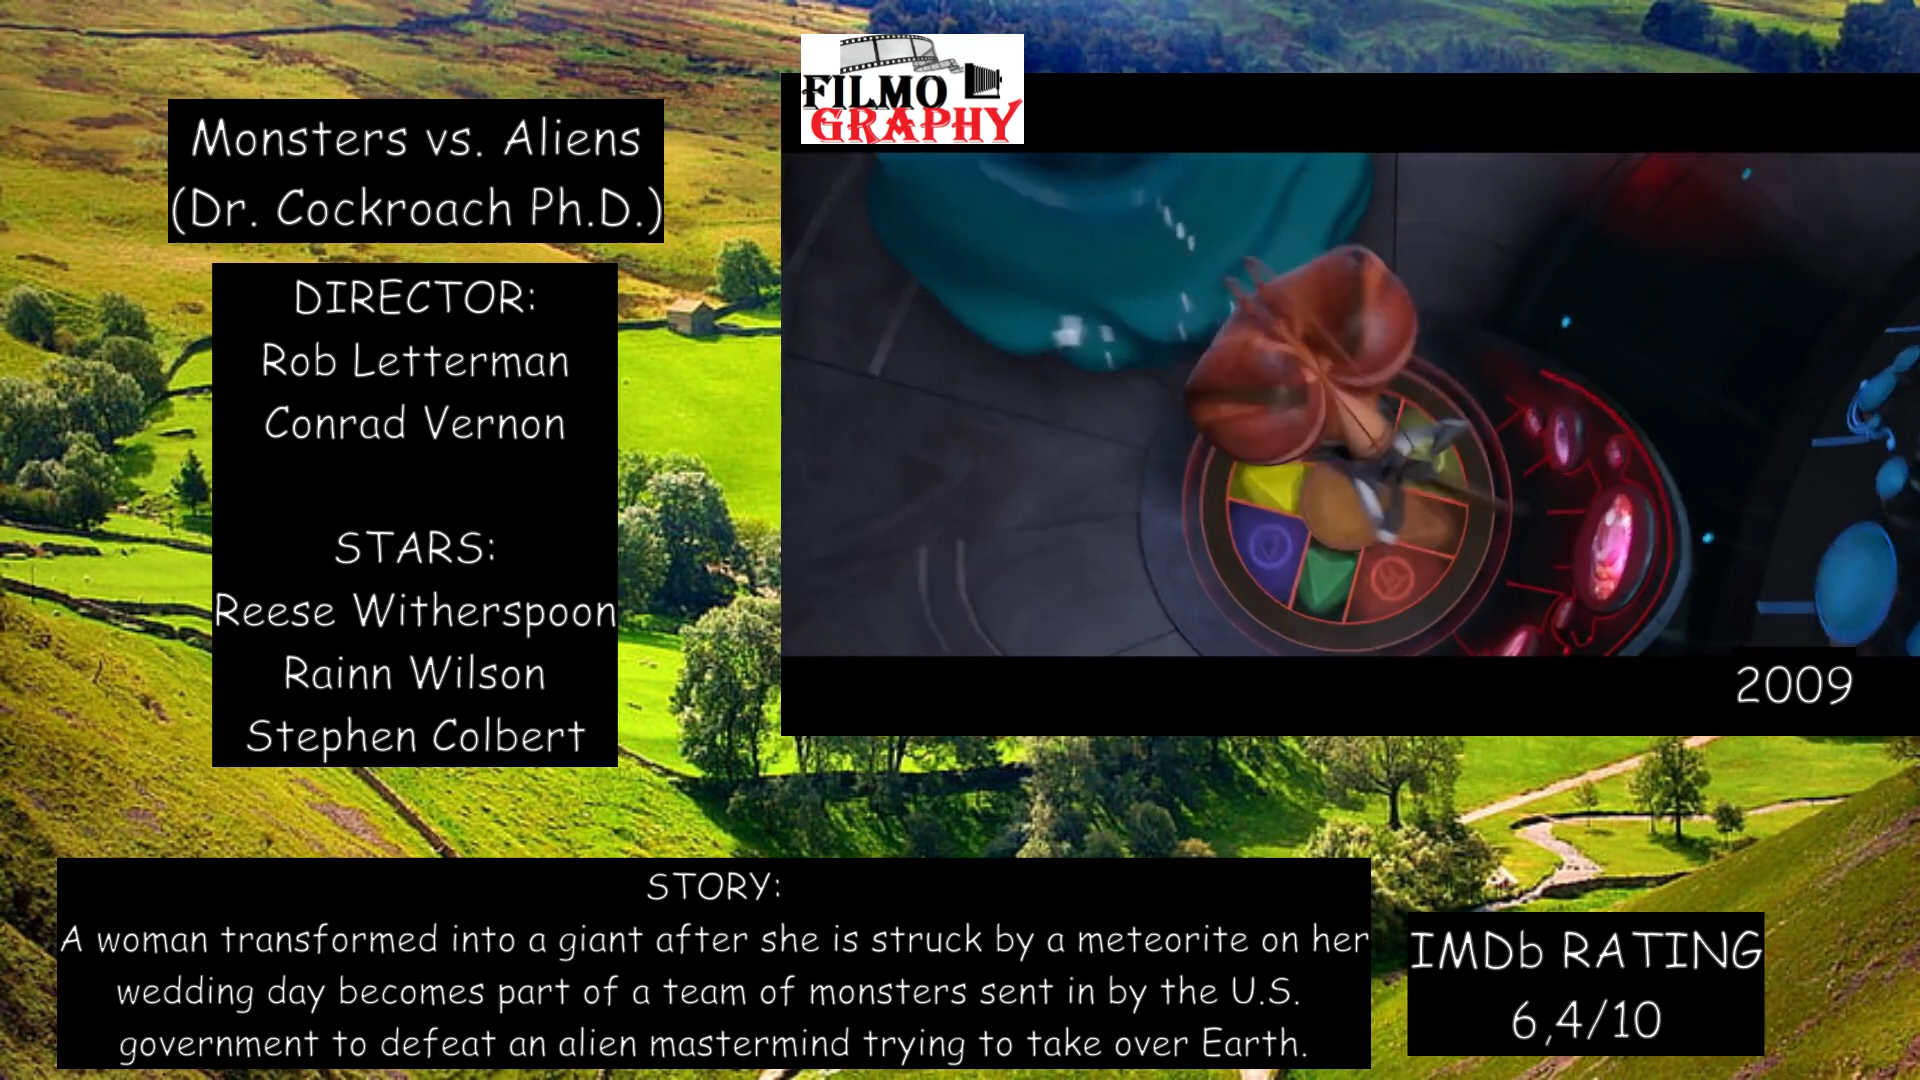 FILMO
GRAPHY
Monsters vs. Aliens
(Dr. Cockroach Ph.D.)
DIRECTOR:
Rob Letterman
Conrad Vernon
STARS:
Reese Witherspoon
Rainn Wilson
Stephen Colbert
2009
STORY:
A woman transformed into a giant after she is struck by a meteorite on her
wedding day becomes part of a team of monsters sent in by the U.S.
government to defeat an alien mastermind trying to take over Earth.
IMDb RATING
6,4/10